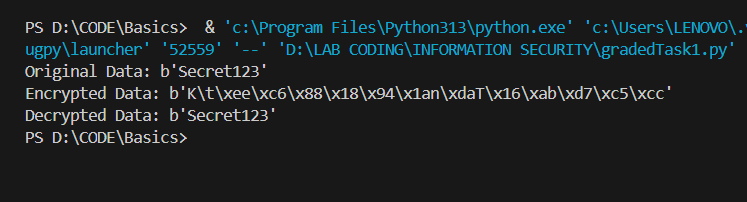 PS D:\CODE\Basics>  & 'c:\Program Files\Python313\python.exe' 'c:\Users\LENOVO\.v
ugpy\launcher' '52559' '--' 'D:\LAB CODING\INFORMATION SECURITY\gradedTask1.py'
Original Data: b'Secret123'
Encrypted Data: b'K\t\xee\xc6\x88\x18\x94\x1an\xdaT\x16\xab\xd7\xc5\xcc'
Decrypted Data: b'Secret123'
PS D:\CODE\Basics>